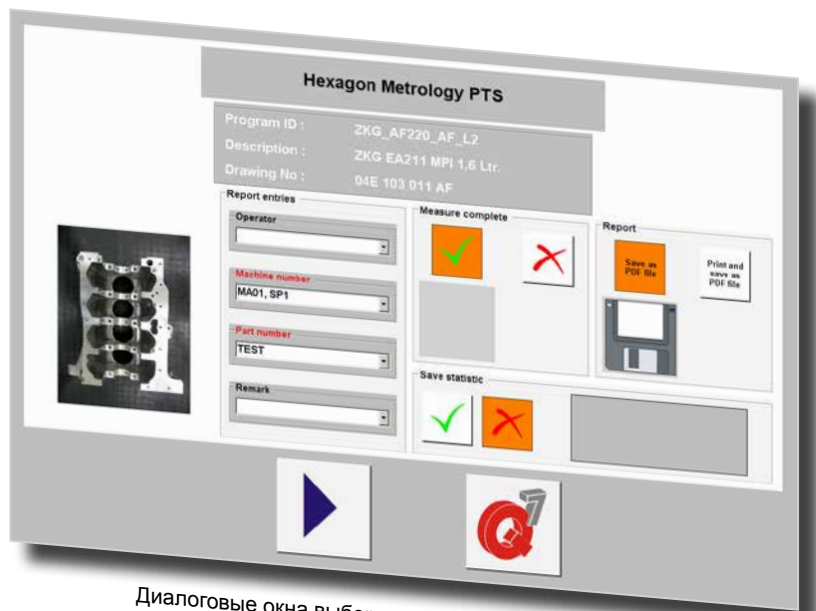 Hexagon Metrology PTS
Program ID : ZKG_AF220_AF_L2
Description : ZKG EA211 MPI 1,6 Ltr.
Drawing No : 04E 103 011 AF
Report entries
Operator
Machine number
MA01, SP1
Part number
TEST
Remark
Measure complete
Report
Save as
PDF file
Print and
save as
PDF file
Save statistic
Q7
Диалоговые окна